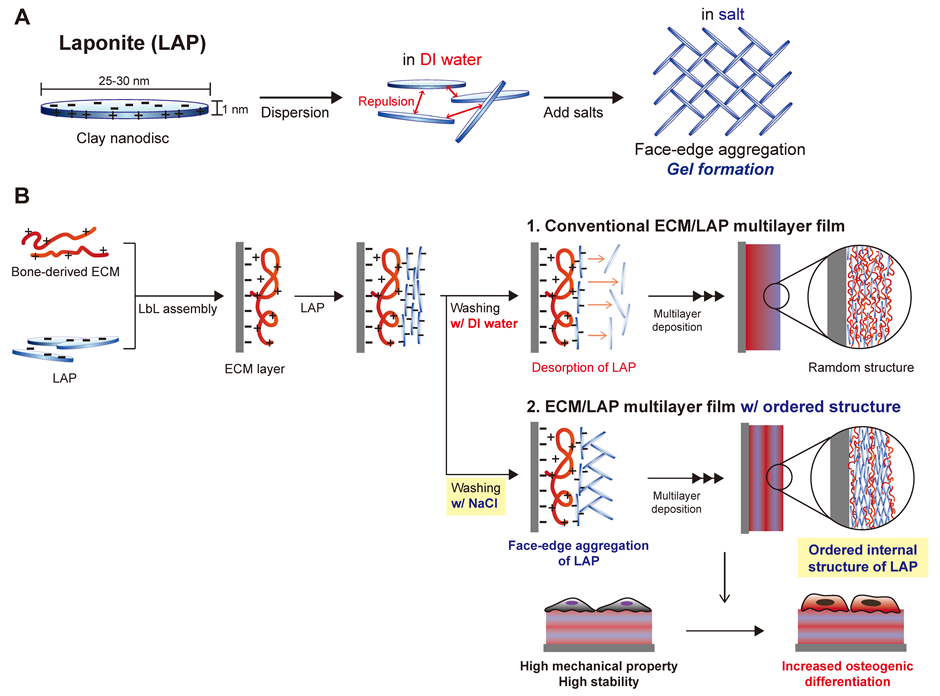 A
Laponite (LAP)
25-30 nm
1 nm
Clay nanodisc
Dispersion
in DI water
Repulsion
Add salts
in salt
Face-edge aggregation
Gel formation
B
Bone-derived ECM
LAP
LbL assembly
ECM layer
LAP
1. Conventional ECM/LAP multilayer film
Washing
w/ DI water
Desorption of LAP
Multilayer
deposition
Ramdom structure
2. ECM/LAP multilayer film w/ ordered structure
Washing
w/ NaCl
Face-edge aggregation
of LAP
Multilayer
deposition
Ordered internal
structure of LAP
High mechanical property
High stability
Increased osteogenic
differentiation